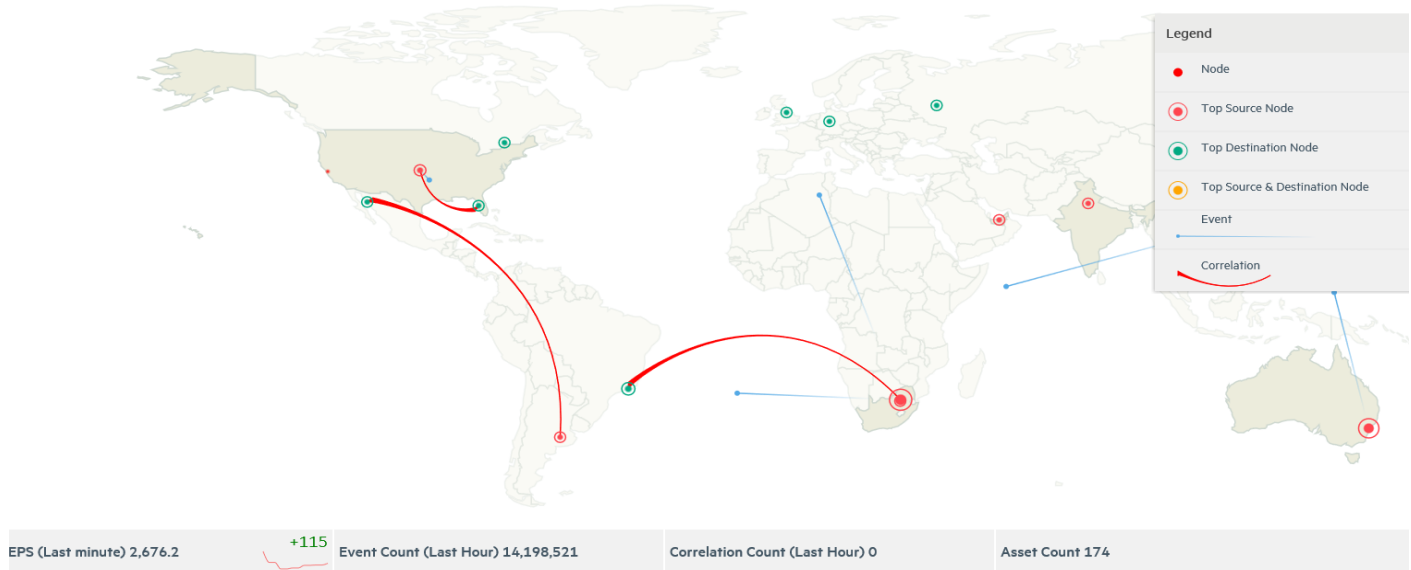 Legend
Node
Top Source Node
Top Destination Node
Top Source & Destination Node
Event
Correlation
EPS (Last minute) 2,676.2
+115
Event Count (Last Hour) 14,198,521
Correlation Count (Last Hour) 0
Asset Count 174